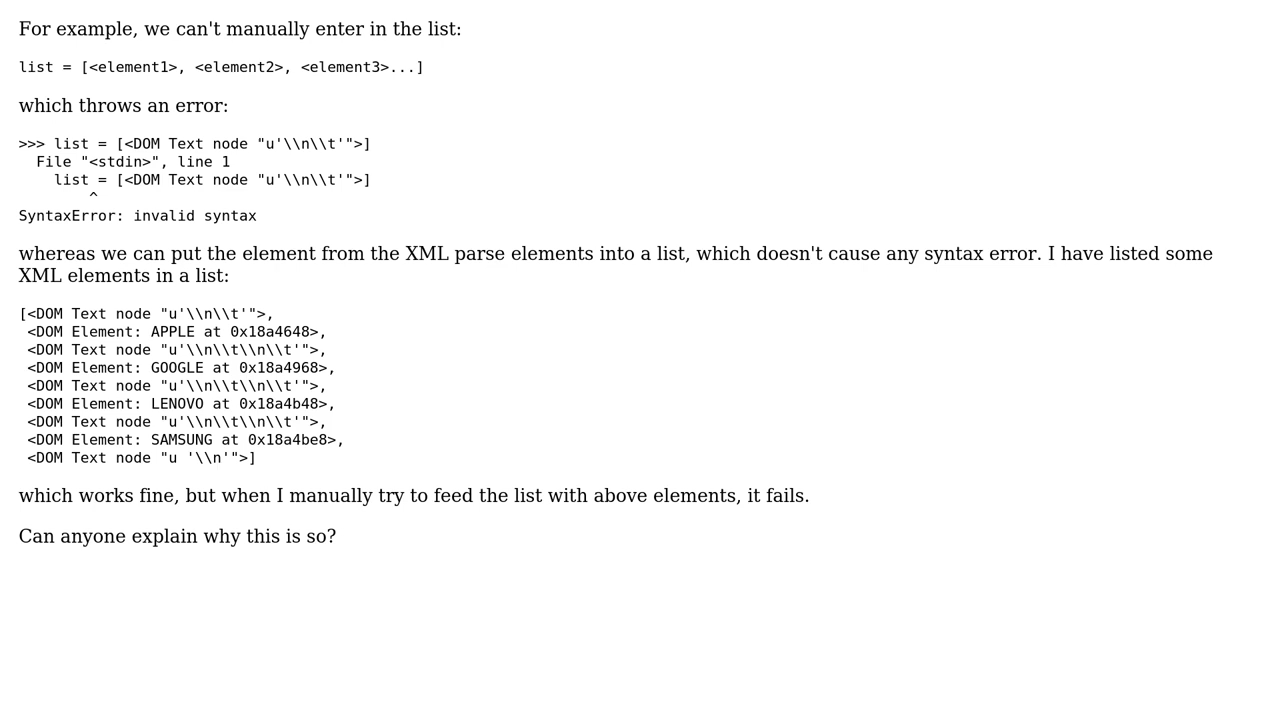 For example, we can't manually enter in the list:
list = [<element1>, <element2>, <element3>...]
which throws an error:
>>> list = [<DOM Text node "u'\\n\\t'">]
  File "<stdin>", line 1
    list = [<DOM Text node "u'\\n\\t'">]
        ^
SyntaxError: invalid syntax
whereas we can put the element from the XML parse elements into a list, which doesn't cause any syntax error. I have listed some
XML elements in a list:
[<DOM Text node "u'\\n\\t'">,
 <DOM Element: APPLE at 0x18a4648>,
 <DOM Text node "u'\\n\\t\\n\\t'">,
 <DOM Element: GOOGLE at 0x18a4968>,
 <DOM Text node "u'\\n\\t\\n\\t'">,
 <DOM Element: LENOVO at 0x18a4b48>,
 <DOM Text node "u'\\n\\t\\n\\t'">,
 <DOM Element: SAMSUNG at 0x18a4be8>,
 <DOM Text node "u '\\n'">]
which works fine, but when I manually try to feed the list with above elements, it fails.
Can anyone explain why this is so?